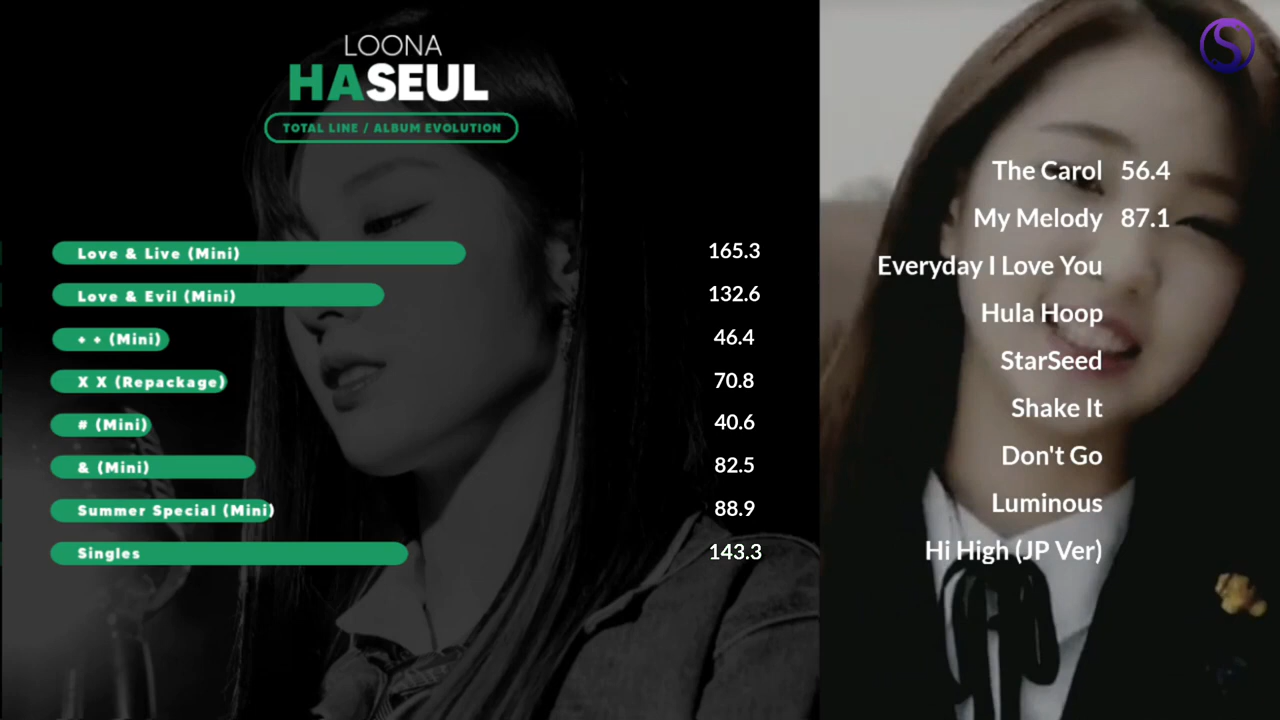 LOONA
HASEUL
TOTAL LINE / ALBUM EVOLUTION
Love & Live (Mini) 165.3
Love & Evil (Mini) 132.6
+ + (Mini) 46.4
X X (Repackage) 70.8
# (Mini) 40.6
& (Mini) 82.5
Summer Special (Mini) 88.9
Singles 143.3
S
The Carol 56.4
My Melody 87.1
Everyday I Love You
Hula Hoop
StarSeed
Shake It
Don't Go
Luminous
Hi High (JP Ver)